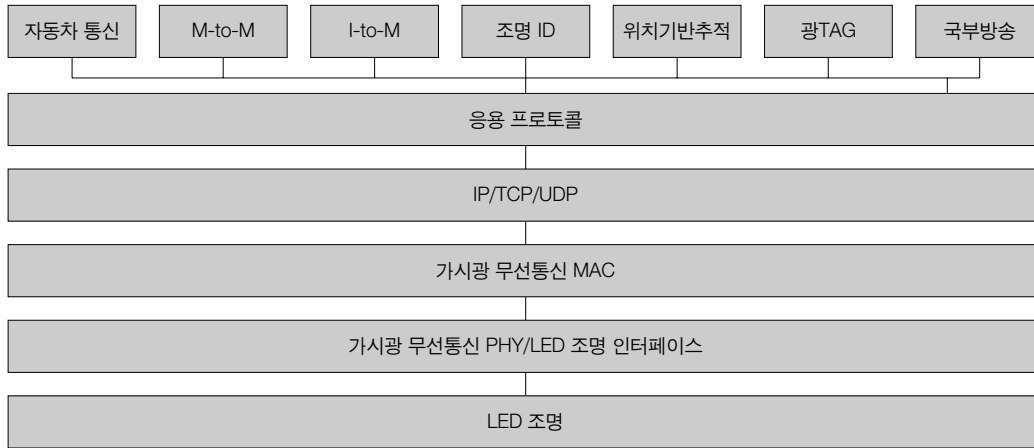 자동차 통신
M-to-M
I-to-M
조명 ID
위치기반추적
광TAG
국부방송
응용 프로토콜
IP/TCP/UDP
가시광 무선통신 MAC
가시광 무선통신 PHY/LED 조명 인터페이스
LED 조명